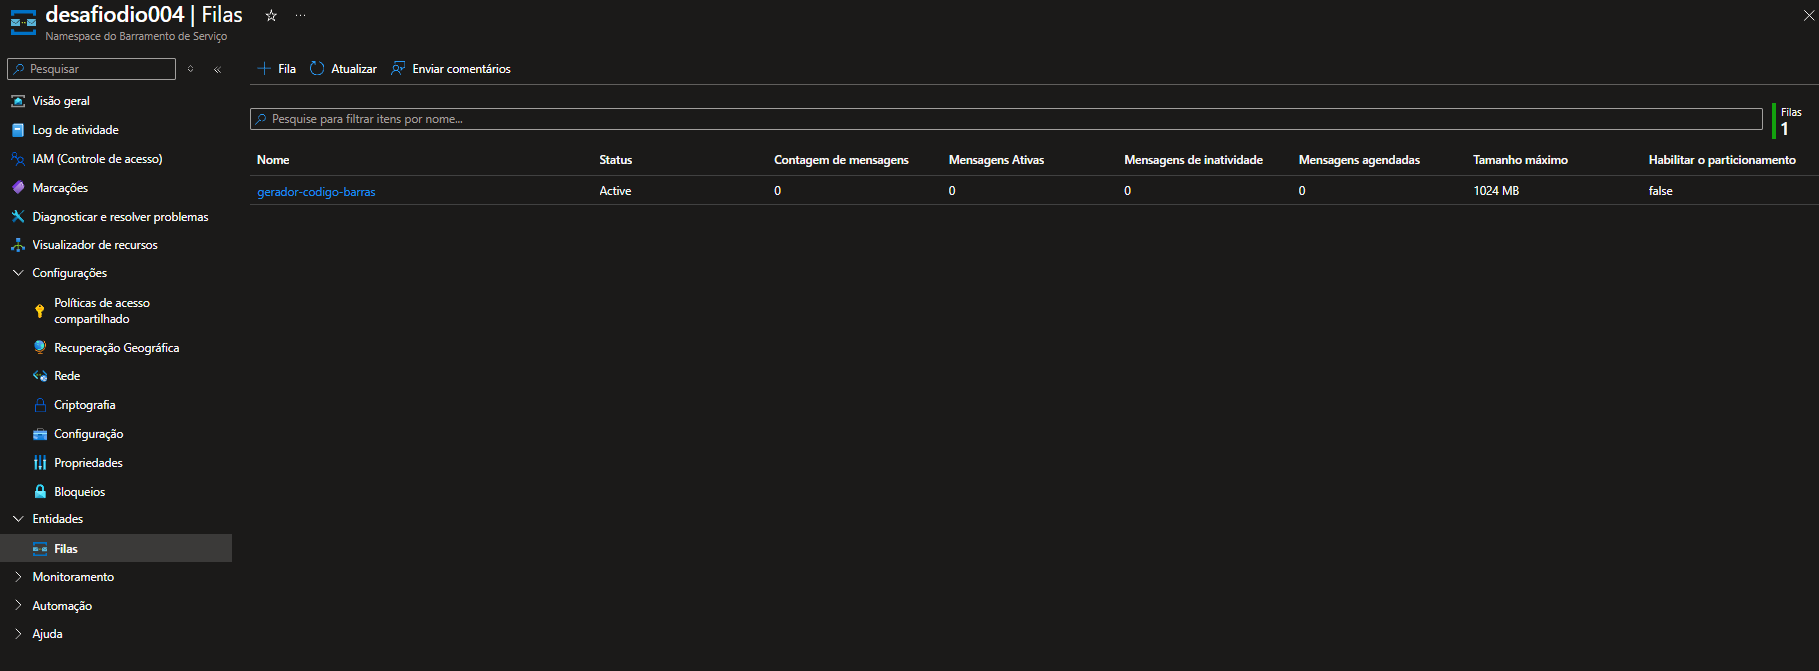 desafiodio004 | Filas
Namespace do Barramento de Serviço
Pesquisar
Visão geral
Log de atividade
IAM (Controle de acesso)
Marcações
Diagnosticar e resolver problemas
Visualizador de recursos
Configurações
Políticas de acesso
compartilhado
Recuperação Geográfica
Rede
Criptografia
Configuração
Propriedades
Bloqueios
Entidades
Filas
Monitoramento
Automação
Ajuda
Fila Atualizar Enviar comentários
Pesquise para filtrar itens por nome...
Filas
1
Nome Status Contagem de mensagens Mensagens Ativas Mensagens de inatividade Mensagens agendadas Tamanho máximo Habilitar o particionamento
gerador-codigo-barras Active 0 0 0 0 1024 MB false